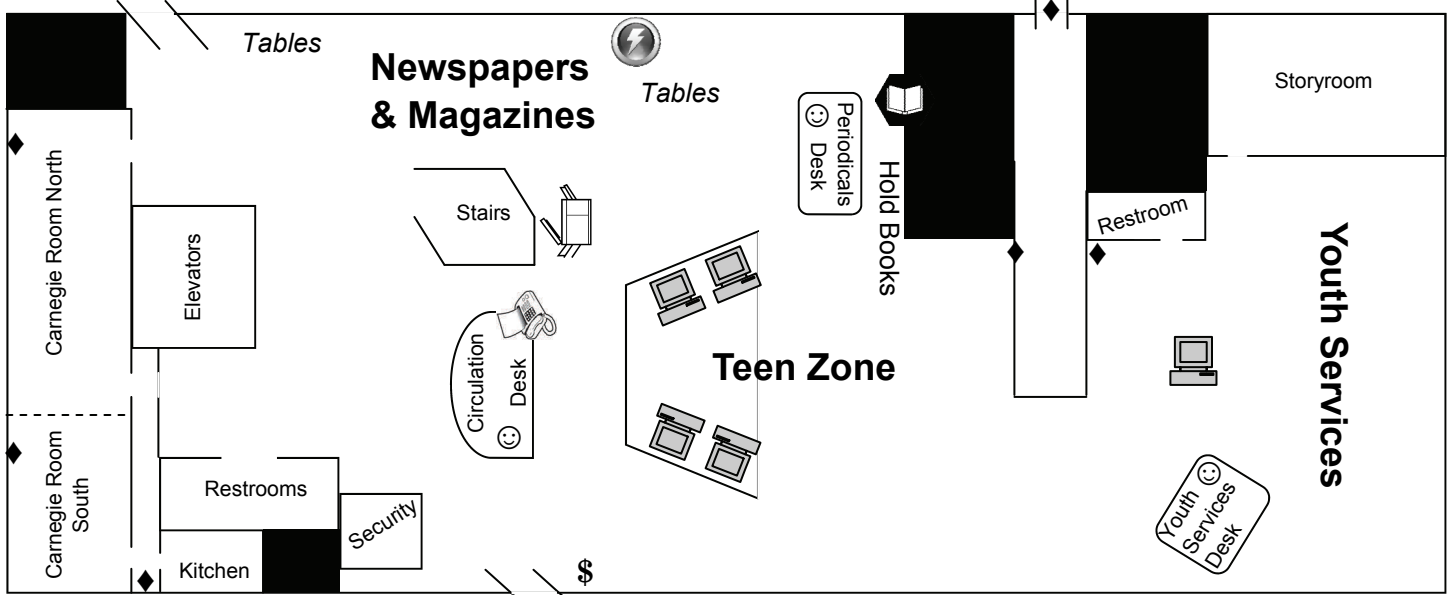 Tables
Newspapers
& Magazines
Tables
Periodicals
Desk
Hold Books
Storyroom
Carnegie Room North
Elevators
Stairs
Restroom
Youth Services
Circulation
Desk
Teen Zone
Carnegie Room
South
Restrooms
Security
Kitchen
$
Youth
Services
Desk